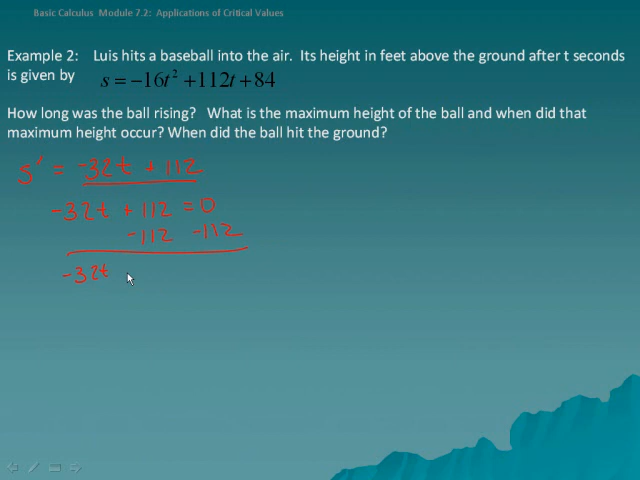 Basic Calculus Module 7.2: Applications of Critical Values
Example 2: Luis hits a baseball into the air. Its height in feet above the ground after t seconds
is given by s = −16t² + 112t + 84
How long was the ball rising? What is the maximum height of the ball and when did that
maximum height occur? When did the ball hit the ground?
s' = -32t + 112
-32t + 112 = 0
-112 -112
-32t